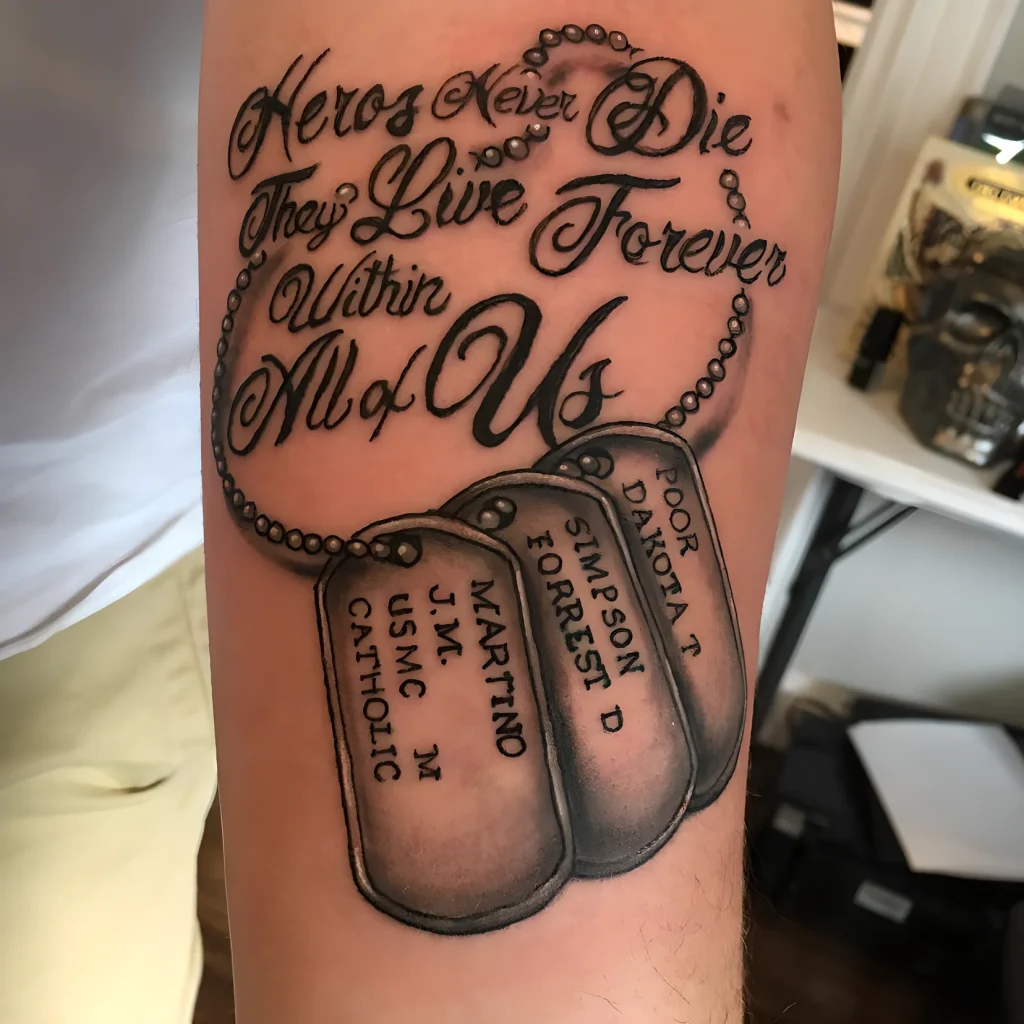 Heros Never Die
They Live Forever
Within
All of Us
MARTINO
J.M. M
USMC
CATHOLIC
SIMPSON
FORREST D
POOR
DAKOTA T